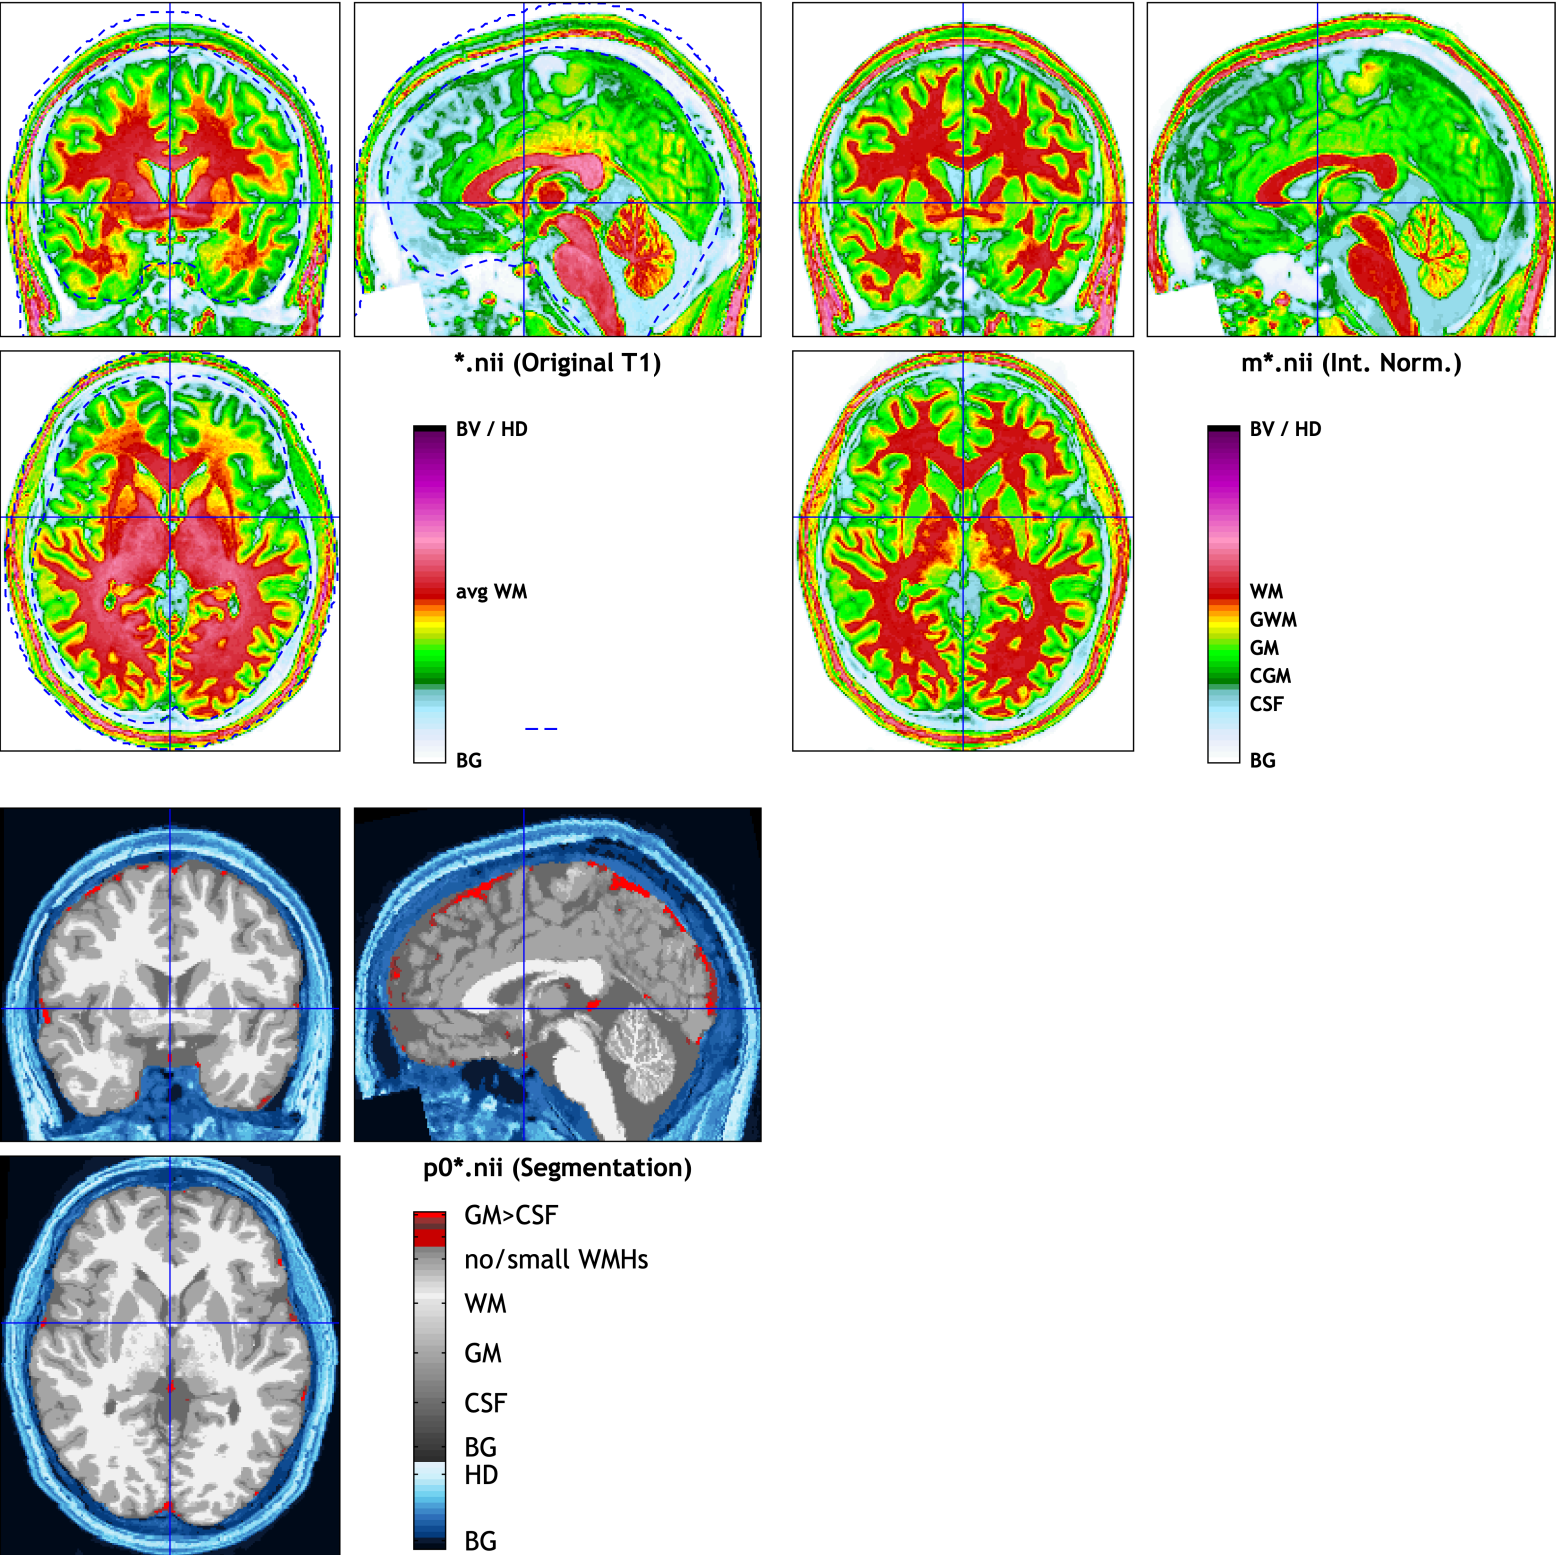 *.nii (Original T1)
BV / HD
avg WM
BG
m*.nii (Int. Norm.)
BV / HD
WM
GWM
GM
CGM
CSF
BG
p0*.nii (Segmentation)
GM>CSF
no/small WMHs
WM
GM
CSF
BG
HD
BG